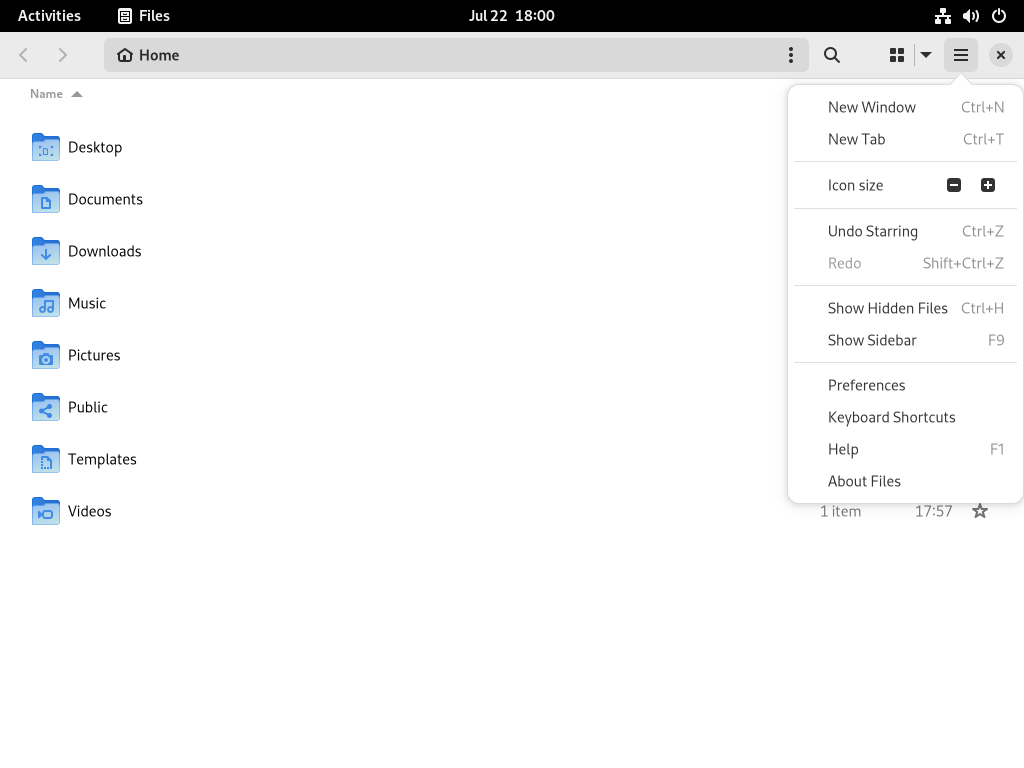 Activities Files Jul 22 18:00
Home
Name
Desktop
Documents
Downloads
Music
Pictures
Public
Templates
Videos 1 item 17:57
New Window Ctrl+N
New Tab Ctrl+T
Icon size
Undo Starring Ctrl+Z
Redo Shift+Ctrl+Z
Show Hidden Files Ctrl+H
Show Sidebar F9
Preferences
Keyboard Shortcuts
Help F1
About Files